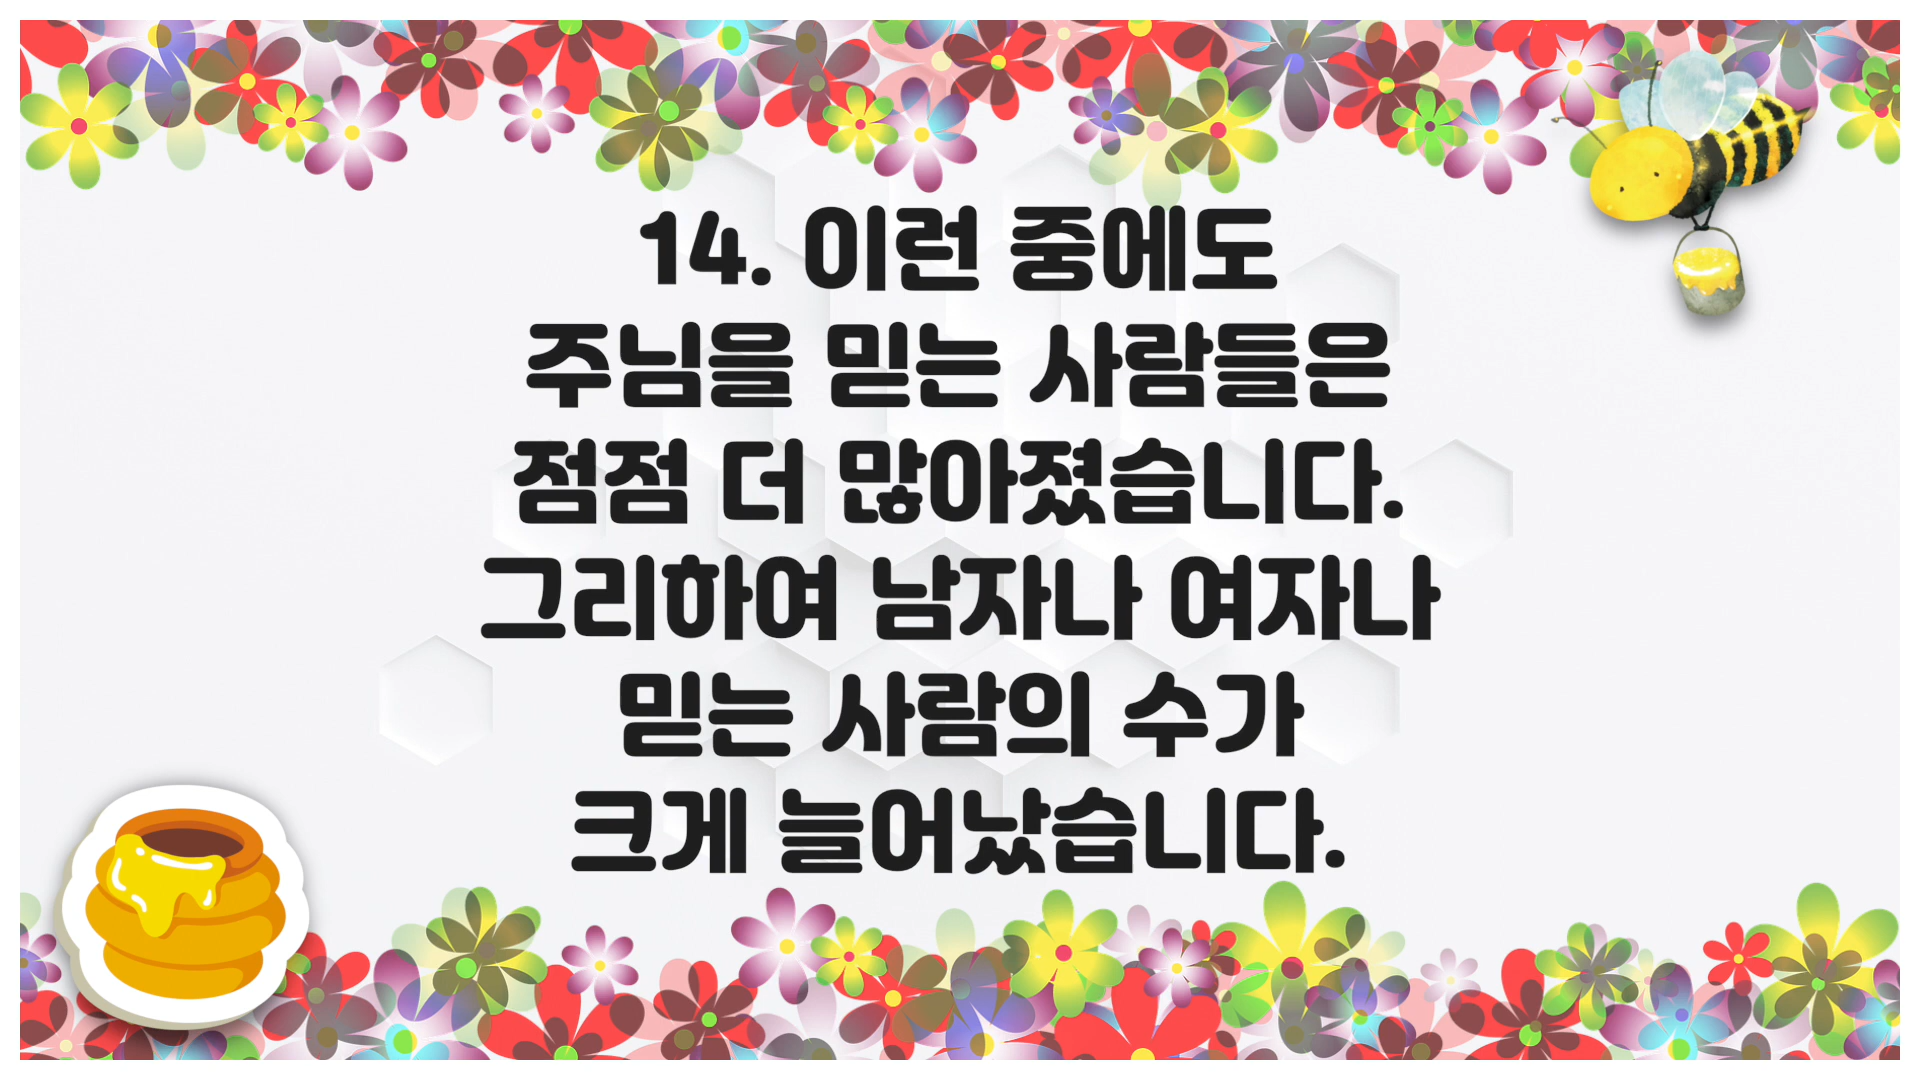 14. 이런 중에도
주님을 믿는 사람들은
점점 더 많아졌습니다.
그리하여 남자나 여자나
믿는 사람의 수가
크게 늘어났습니다.